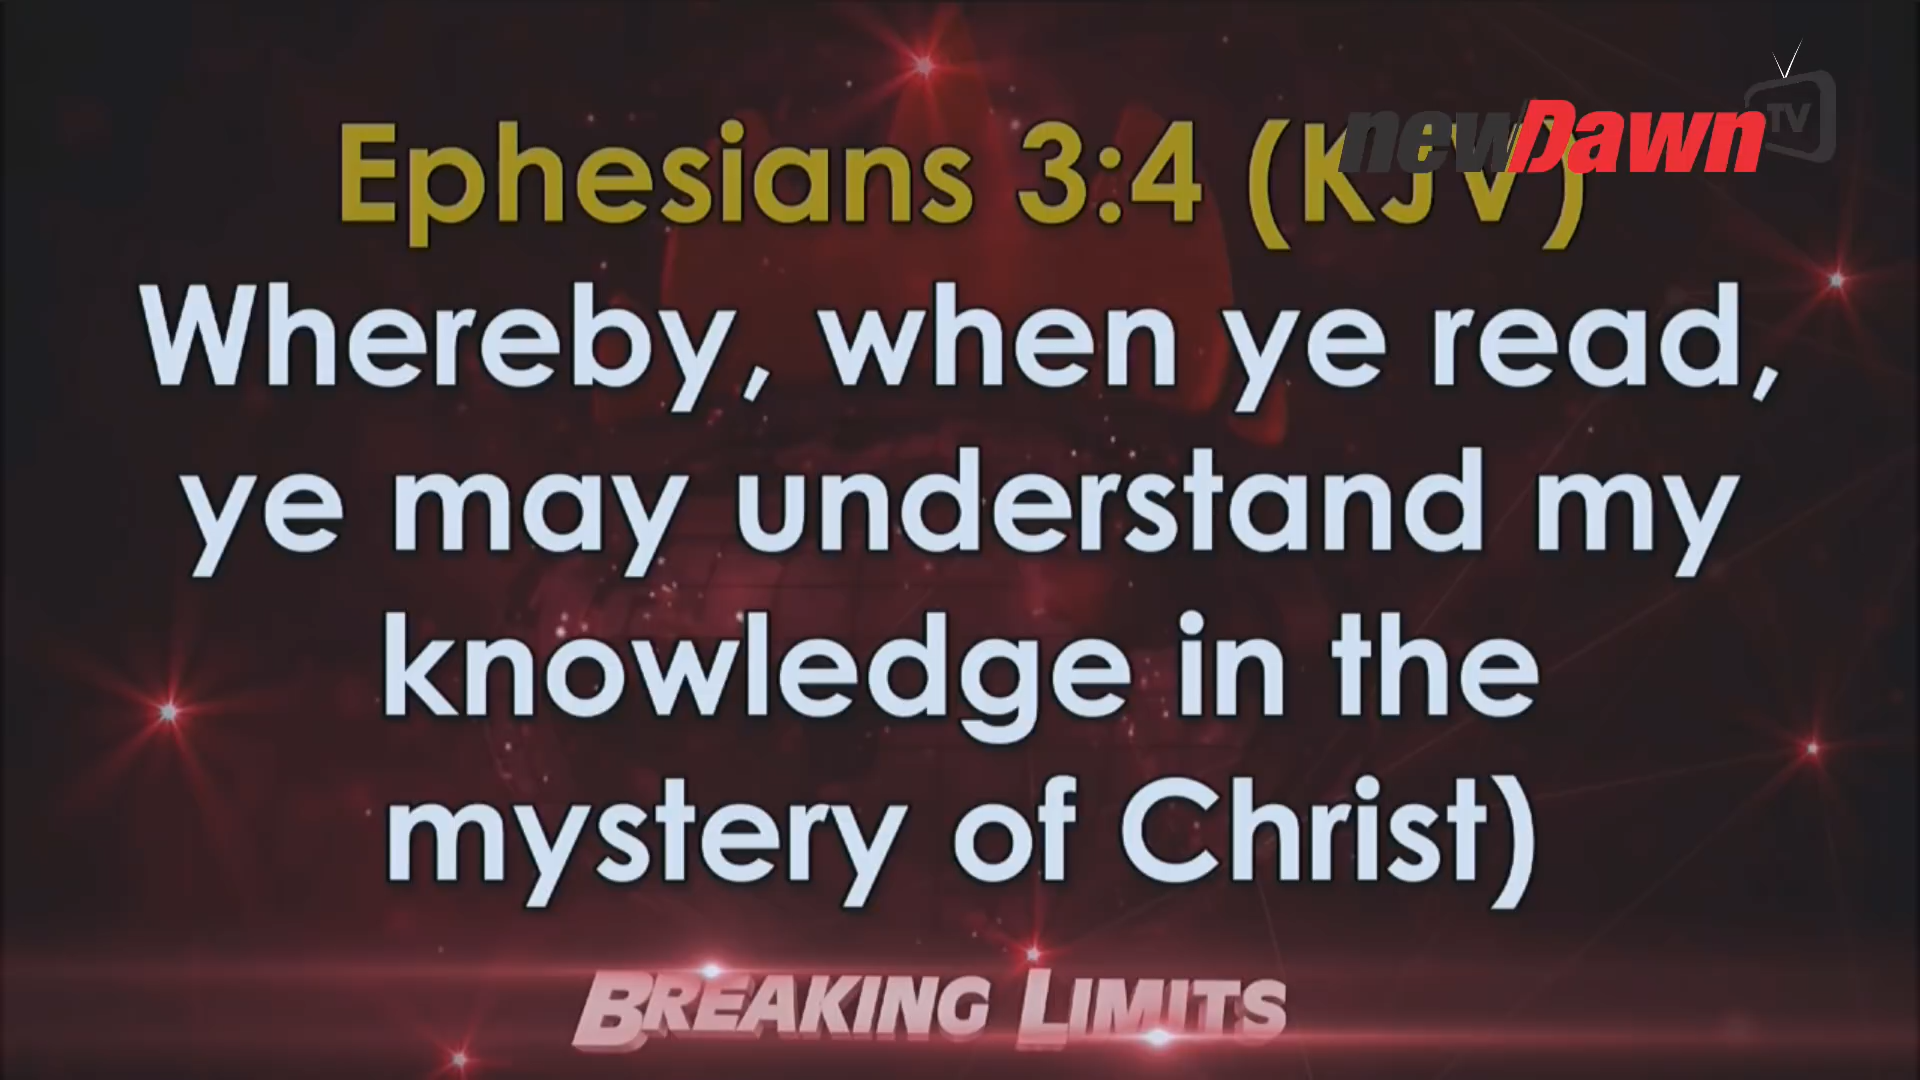 newDawn TV
Ephesians 3:4 (KJV)
Whereby, when ye read,
ye may understand my
knowledge in the
mystery of Christ)
BREAKING LIMITS